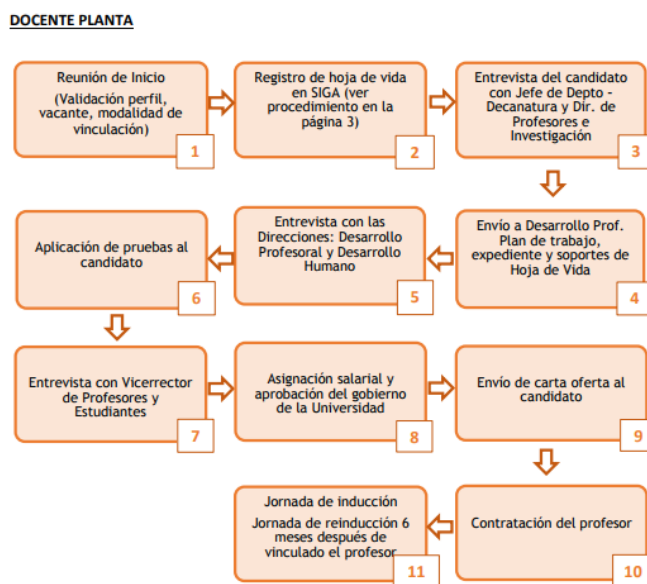 DOCENTE PLANTA
Reunión de Inicio
(Validación perfil,
vacante, modalidad de
vinculación)
1
Registro de hoja de vida
en SIGA (ver
procedimiento en la
página 3)
2
Entrevista del candidato
con Jefe de Depto -
Decanatura y Dir. de
Profesores e
Investigación
3
Envío a Desarrollo Prof.
Plan de trabajo,
expediente y soportes de
Hoja de Vida
4
Entrevista con las
Direcciones: Desarrollo
Profesoral y Desarrollo
Humano
5
Aplicación de pruebas al
candidato
6
Entrevista con Vicerrector
de Profesores y
Estudiantes
7
Asignación salarial y
aprobación del gobierno
de la Universidad
8
Envío de carta oferta al
candidato
9
Contratación del profesor
10
Jornada de inducción
Jornada de reinducción 6
meses después de
vinculado el profesor
11